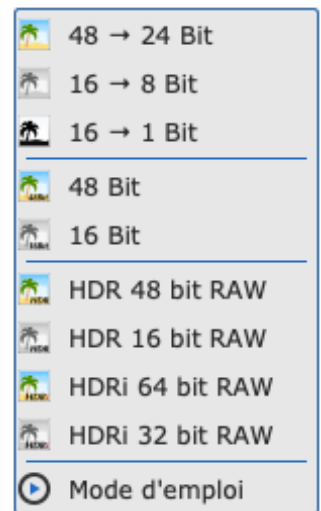 48 → 24 Bit
16 → 8 Bit
16 → 1 Bit
48 Bit
16 Bit
HDR 48 bit RAW
HDR 16 bit RAW
HDRi 64 bit RAW
HDRi 32 bit RAW
Mode d'emploi